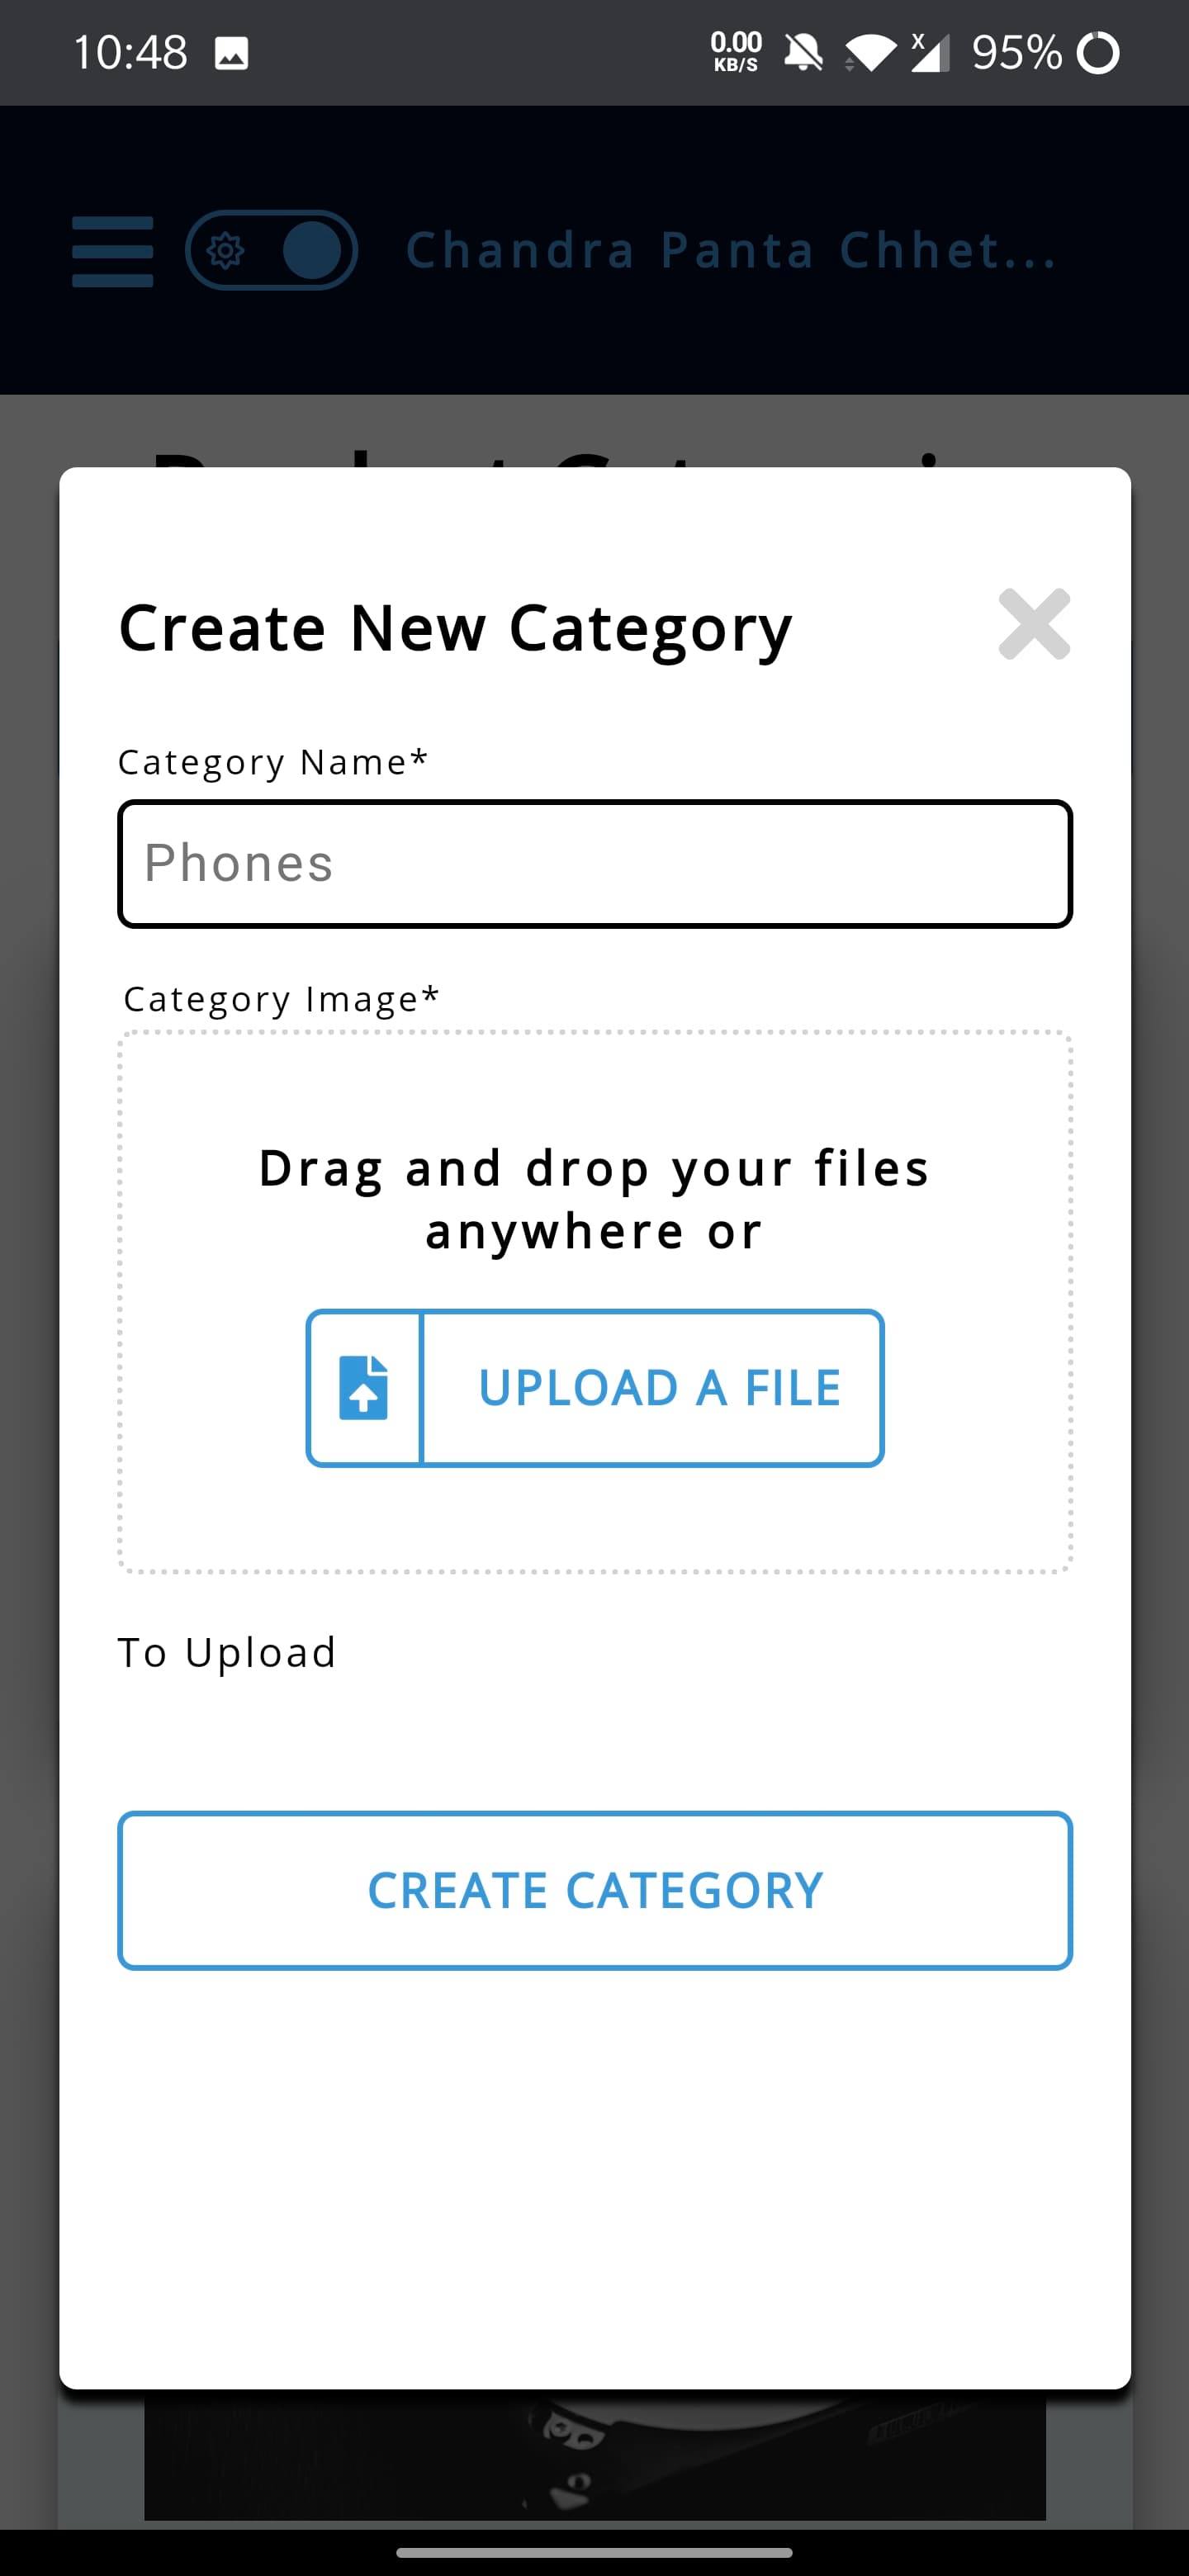 10:48
0.00
KB/S
X
95%
Chandra Panta Chhet...
Create New Category
Category Name*
Phones
Category Image*
Drag and drop your files
anywhere or
UPLOAD A FILE
To Upload
CREATE CATEGORY